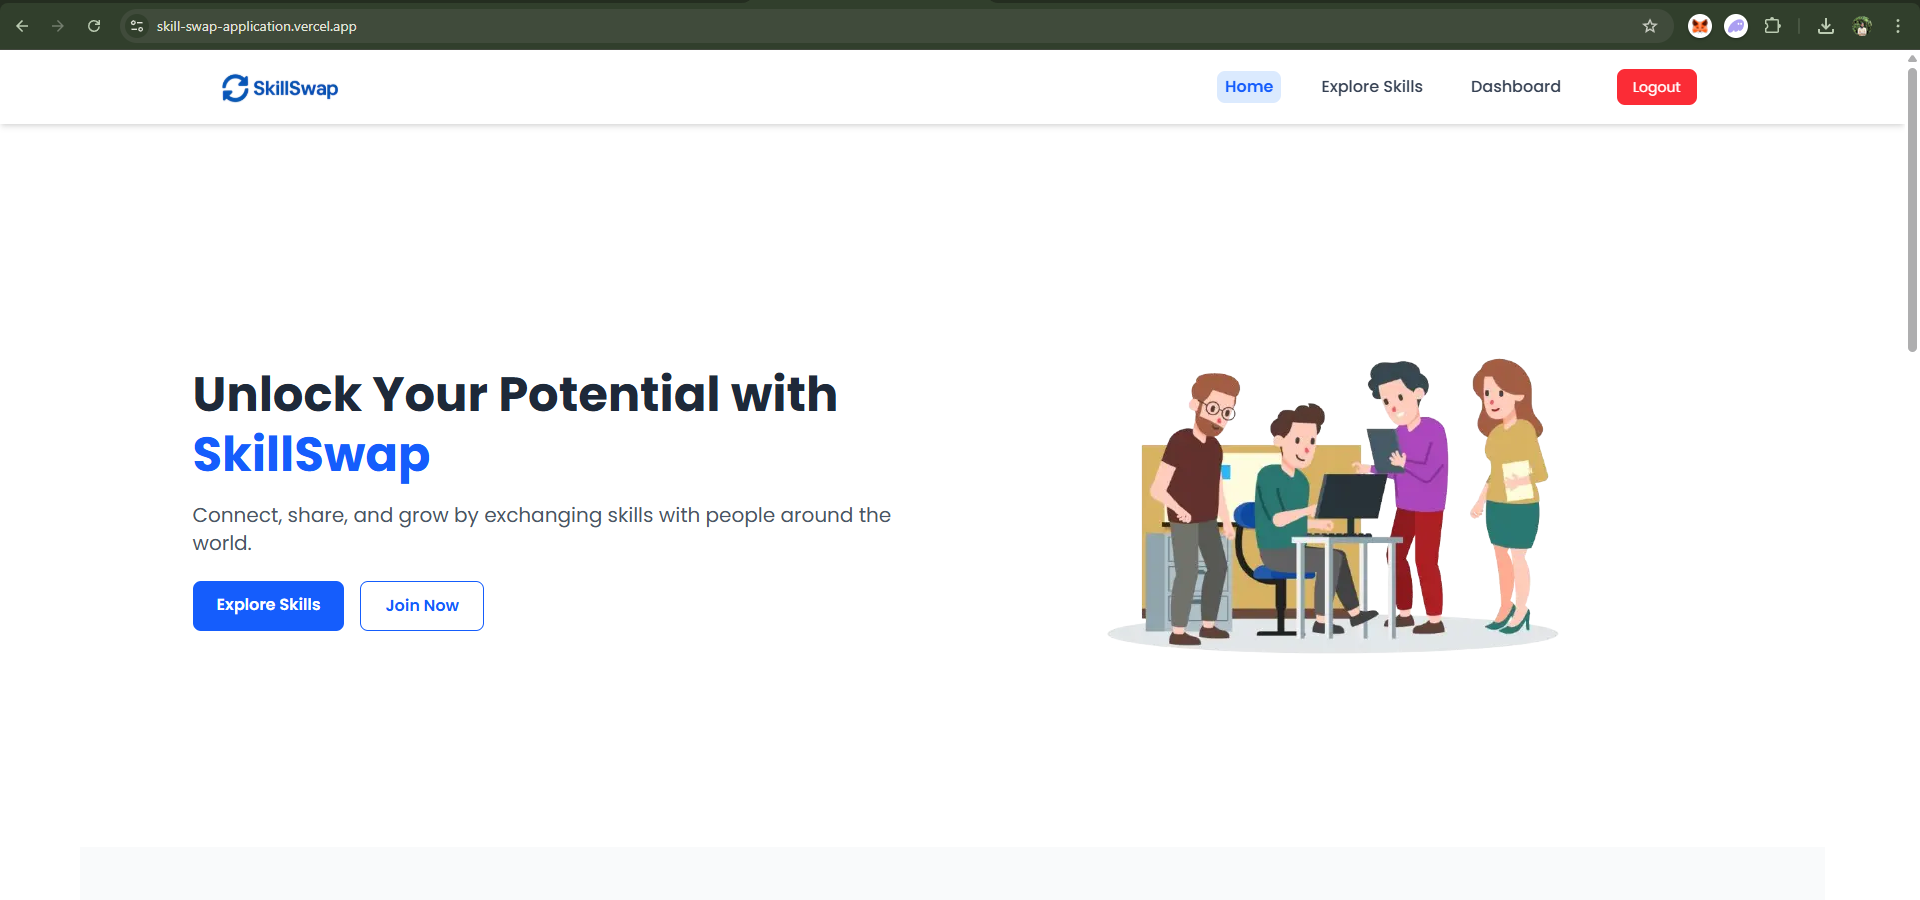 skill-swap-application.vercel.app
SkillSwap
Home
Explore Skills
Dashboard
Logout
Unlock Your Potential with
SkillSwap
Connect, share, and grow by exchanging skills with people around the
world.
Explore Skills
Join Now